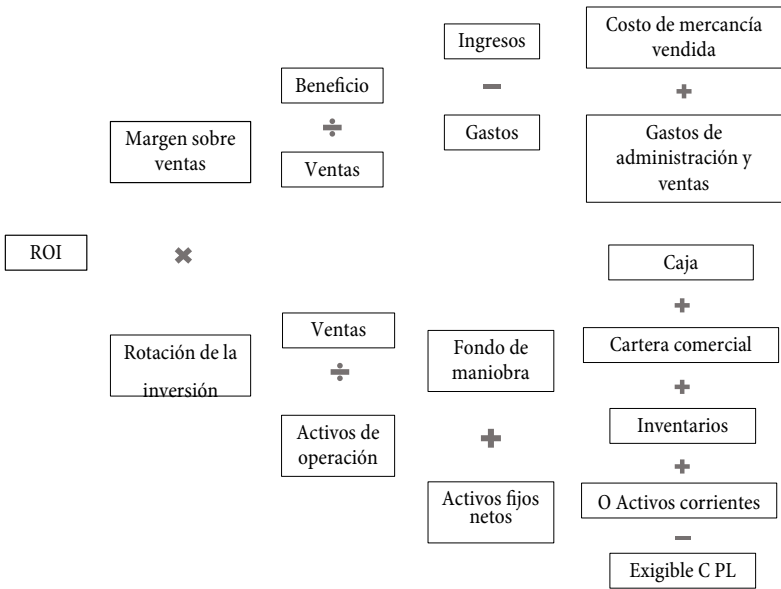 ROI
Margen sobre
ventas
×
Rotación de la
inversión
Beneficio
÷
Ventas
Ventas
÷
Activos de
operación
Ingresos
−
Gastos
Fondo de
maniobra
+
Activos fijos
netos
Costo de mercancía
vendida
+
Gastos de
administración y
ventas
Caja
+
Cartera comercial
+
Inventarios
+
O Activos corrientes
−
Exigible C PL